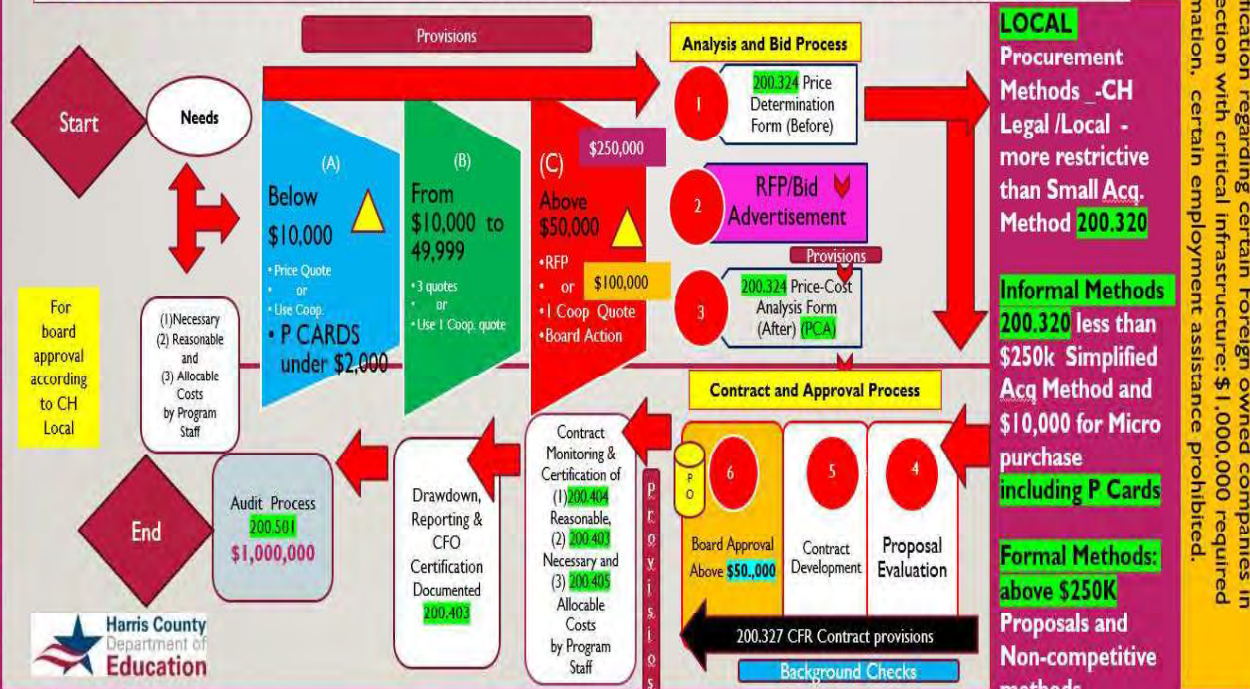 Provisions
Start
Needs
(A)
Below
$10,000
• Price Quote
• or
• Use Coop.
• P CARDS
under $2,000
(B)
From
$10,000 to
49,999
• 3 quotes
• or
• Use 1 Coop. quote
(C)
Above
$50,000
• RFP
• or
• 1 Coop Quote
• Board Action
$250,000
$100,000
Analysis and Bid Process
1
200.324 Price
Determination
Form (Before)
2
RFP/Bid
Advertisement
Provisions
3
200.324 Price-Cost
Analysis Form
(After) (PCA)
For
board
approval
according
to CH
Local
(1)Necessary
(2) Reasonable
and
(3) Allocable
Costs
by Program
Staff
Contract and Approval Process
4
Proposal
Evaluation
5
Contract
Development
6
Board Approval
Above $50.,000
P
O
200.327 CFR Contract provisions
Background Checks
Provisions
Contract
Monitoring &
Certification of
(1)200.404
Reasonable,
(2) 200.403
Necessary and
(3) 200.405
Allocable
Costs
by Program
Staff
Drawdown,
Reporting &
CFO
Certification
Documented
200.403
Audit Process
200.501
$1,000,000
End
Harris County
Department of
Education
LOCAL
Procurement
Methods _-CH
Legal /Local -
more restrictive
than Small Acq.
Method 200.320
Informal Methods
200.320 less than
$250k Simplified
Acq Method and
$10,000 for Micro
purchase
including P Cards
Formal Methods:
above $250K
Proposals and
Non-competitive
methods
regarding certain Foreign owned companies in
with critical infrastructure; $1,000,000 required
certain employment assistance prohibited.